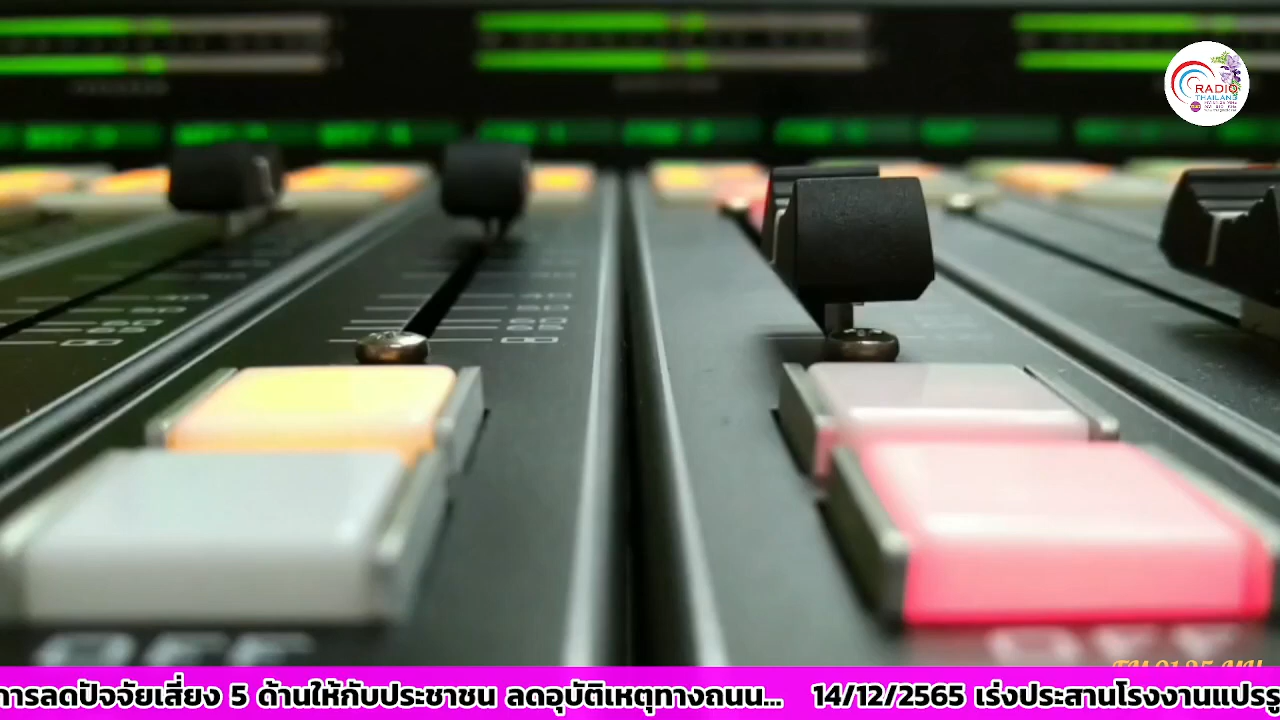 RADIO
THAILAND
OFF
OFF
การลดปัจจัยเสี่ยง 5 ด้านให้กับประชาชน ลดอุบัติเหตุทางถนน... 14/12/2565 เร่งประสานโรงงานแปรรู